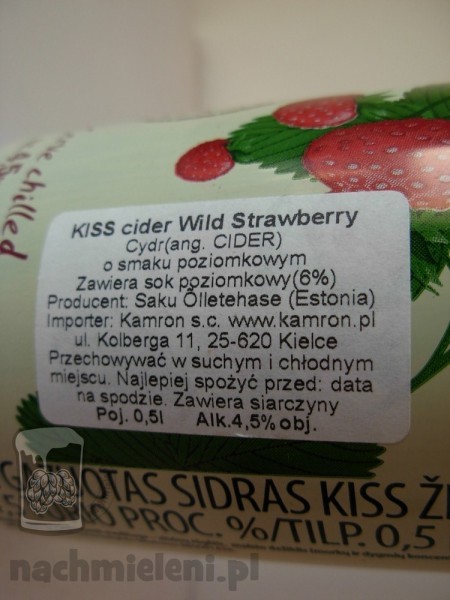 chilled
KISS cider Wild Strawberry
Cydr(ang. CIDER)
o smaku poziomkowym
Zawiera sok poziomkowy(6%)
Producent: Saku Õlletehase (Estonia)
Importer: Kamron s.c. www.kamron.pl
ul. Kolberga 11, 25-620 Kielce
Przechowywać w suchym i chłodnym
miejscu. Najlepiej spożyć przed: data
na spodzie. Zawiera siarczyny
Poj. 0,5l Alk.4,5% obj.
OTAS SIDRAS KISS
PROC. %/TILP. 0,5
nachmieleni.pl